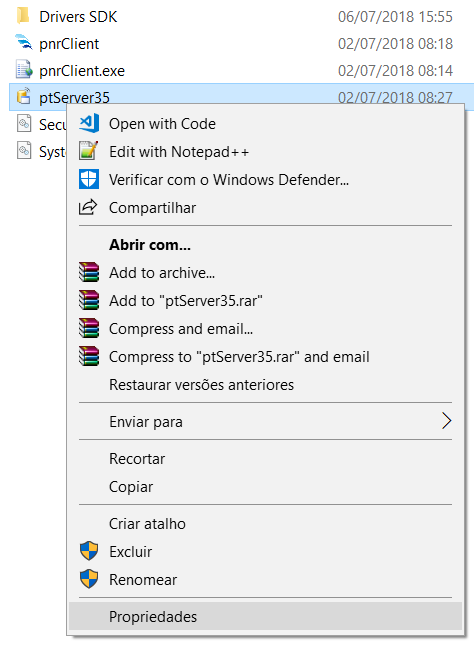 Drivers SDK 06/07/2018 15:55
pnrClient 02/07/2018 08:18
pnrClient.exe 02/07/2018 08:14
ptServer35 02/07/2018 08:27
Open with Code
Edit with Notepad++
Verificar com o Windows Defender...
Compartilhar
Abrir com...
Add to archive...
Add to "ptServer35.rar"
Compress and email...
Compress to "ptServer35.rar" and email
Restaurar versões anteriores
Enviar para
Recortar
Copiar
Criar atalho
Excluir
Renomear
Propriedades